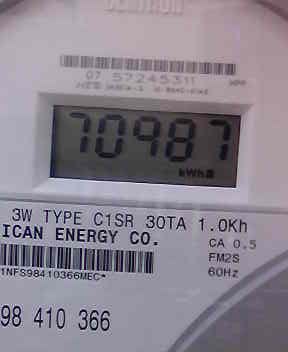 CENTRON
07 57245311
70987
kWh
3W TYPE C1SR 30TA 1.0Kh
ICAN ENERGY CO.
CA 0.5
FM2S
1NFS98410366MEC*
60Hz
98 410 366